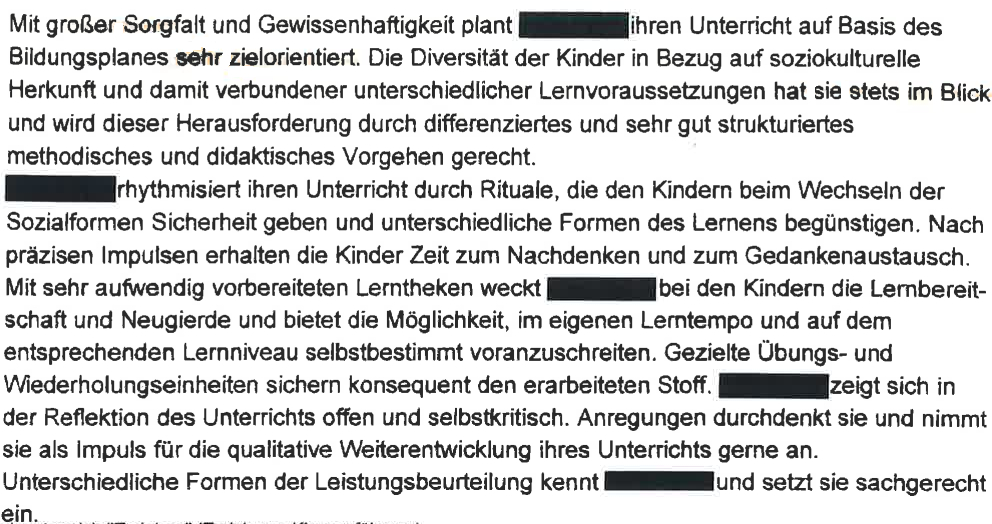 Mit großer Sorgfalt und Gewissenhaftigkeit plant ihren Unterricht auf Basis des
Bildungsplanes sehr zielorientiert. Die Diversität der Kinder in Bezug auf soziokulturelle
Herkunft und damit verbundener unterschiedlicher Lernvoraussetzungen hat sie stets im Blick
und wird dieser Herausforderung durch differenziertes und sehr gut strukturiertes
methodisches und didaktisches Vorgehen gerecht.
rhythmisiert ihren Unterricht durch Rituale, die den Kindern beim Wechseln der
Sozialformen Sicherheit geben und unterschiedliche Formen des Lernens begünstigen. Nach
präzisen Impulsen erhalten die Kinder Zeit zum Nachdenken und zum Gedankenaustausch.
Mit sehr aufwendig vorbereiteten Lerntheken weckt bei den Kindern die Lernbereit-
schaft und Neugierde und bietet die Möglichkeit, im eigenen Lerntempo und auf dem
entsprechenden Lernniveau selbstbestimmt voranzuschreiten. Gezielte Übungs- und
Wiederholungseinheiten sichern konsequent den erarbeiteten Stoff. zeigt sich in
der Reflektion des Unterrichts offen und selbstkritisch. Anregungen durchdenkt sie und nimmt
sie als Impuls für die qualitative Weiterentwicklung ihres Unterrichts gerne an.
Unterschiedliche Formen der Leistungsbeurteilung kennt und setzt sie sachgerecht
ein.